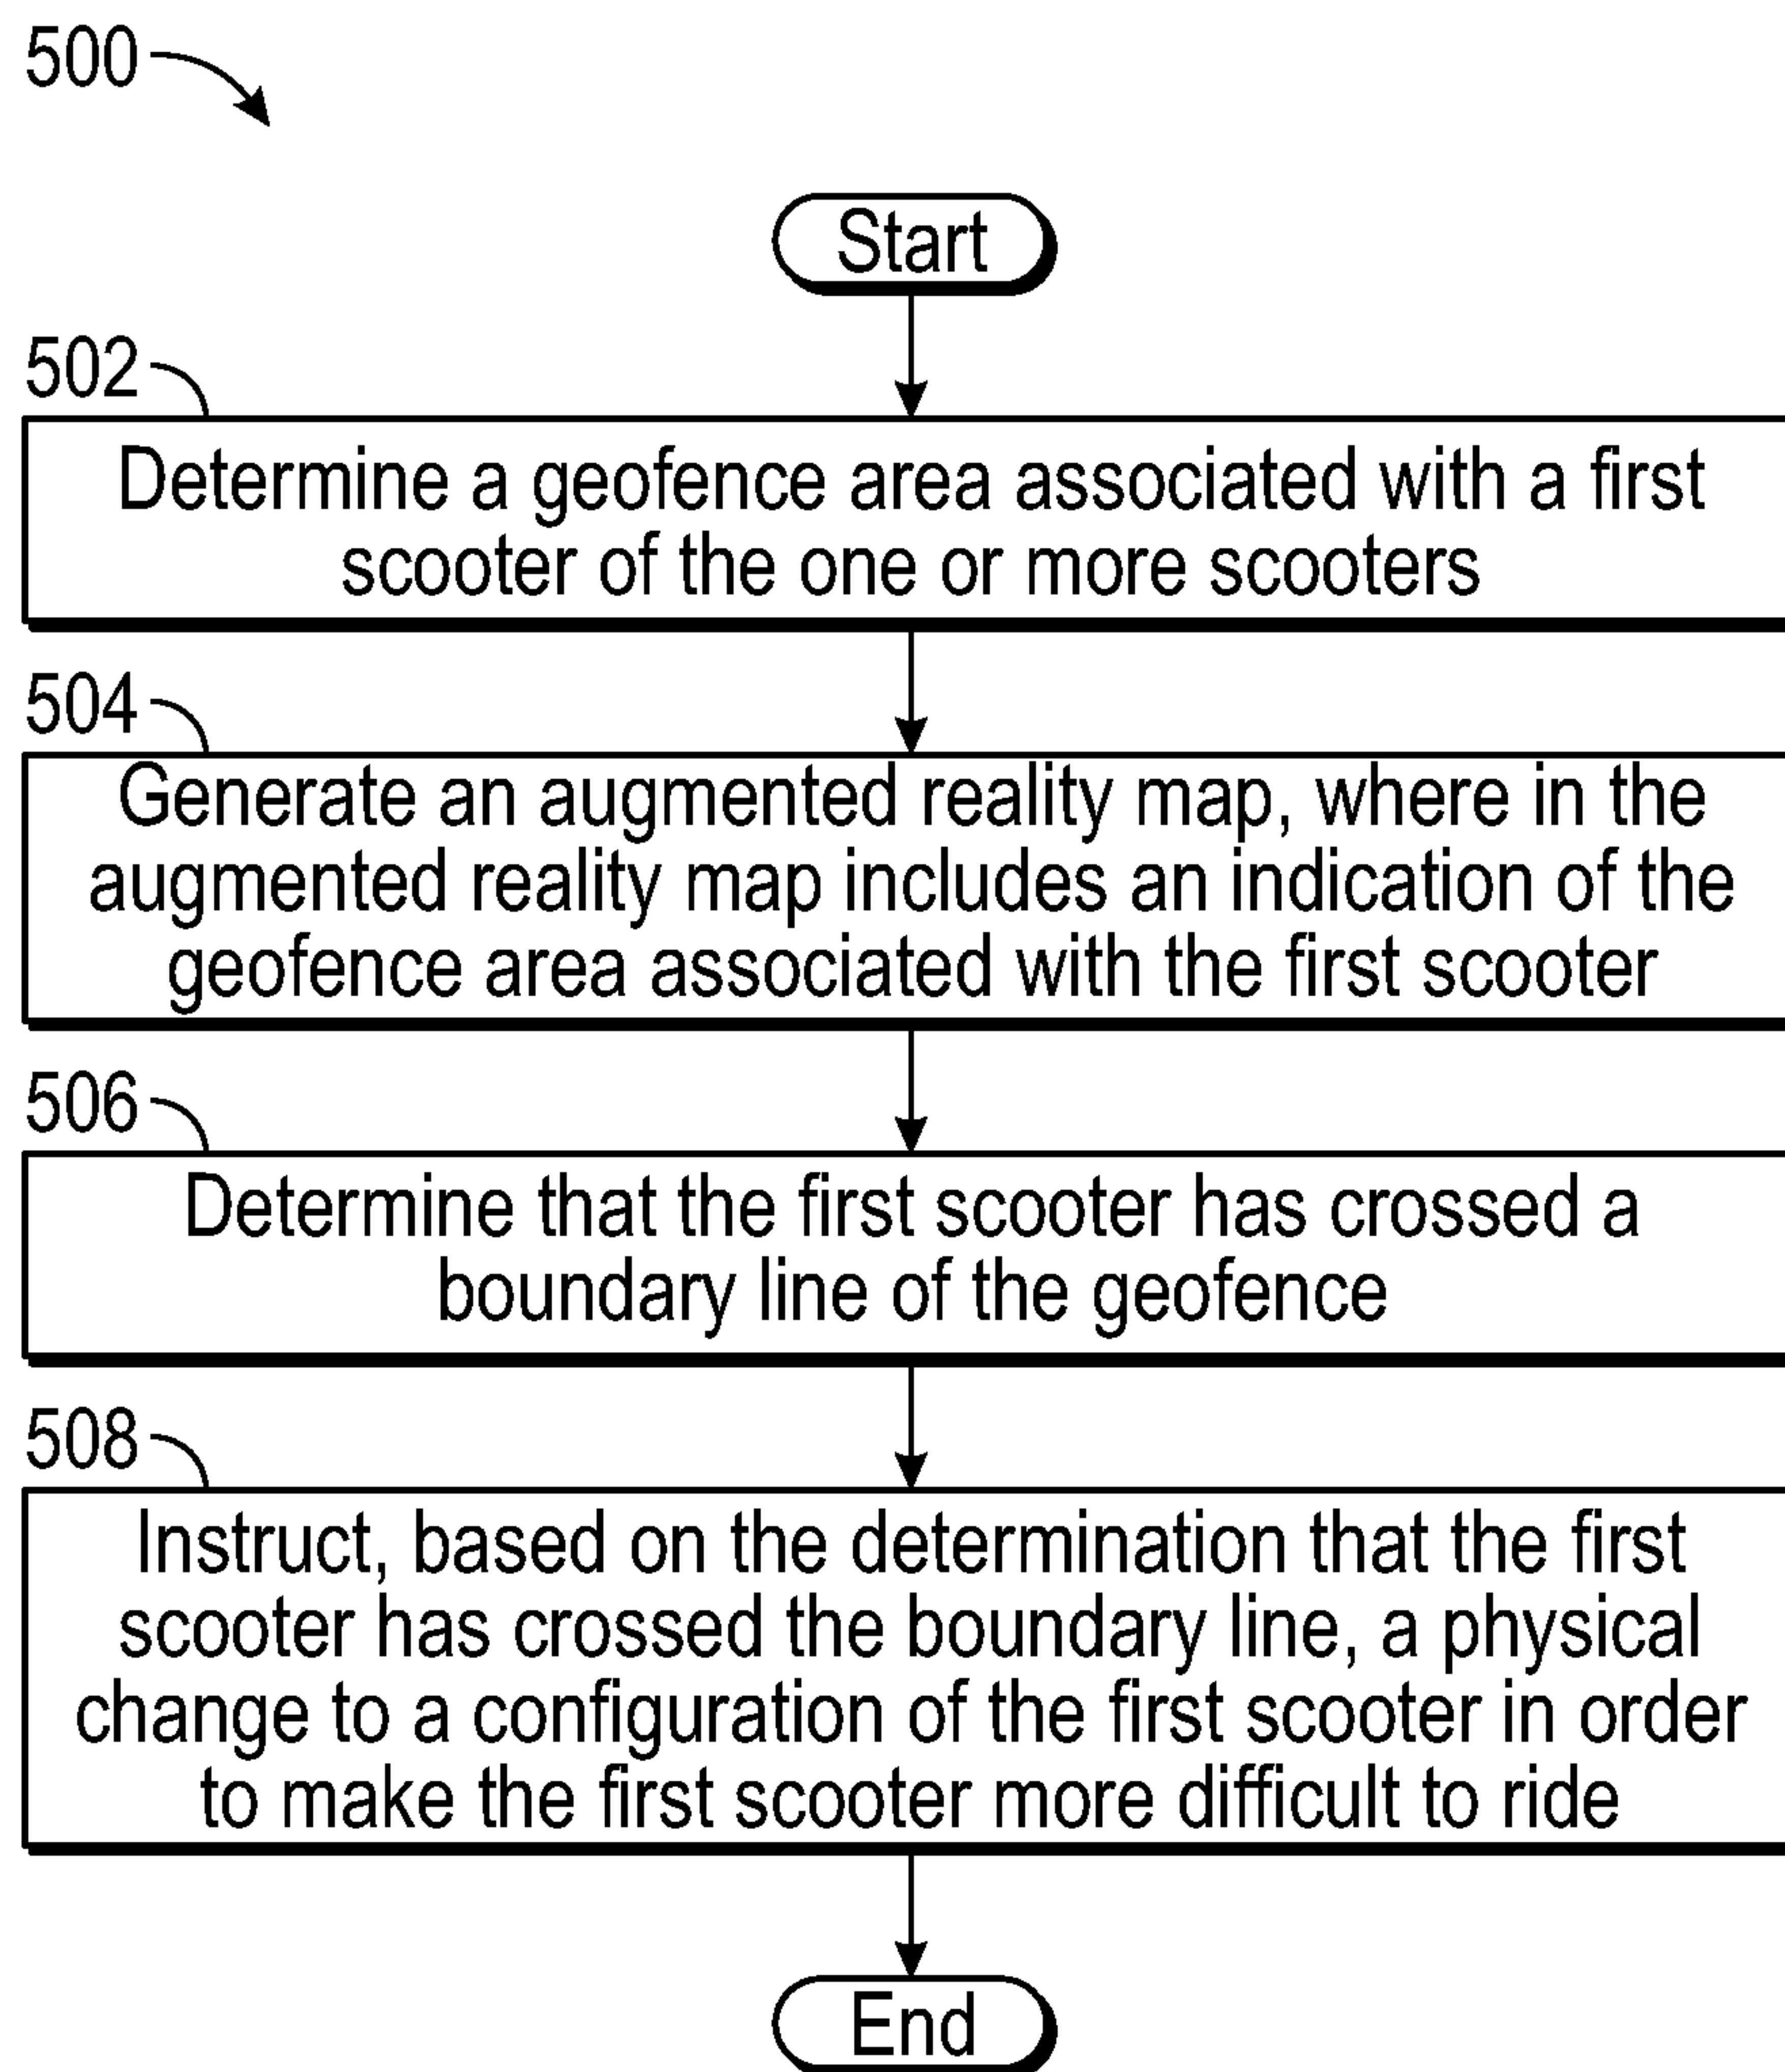 500
Start
502
Determine a geofence area associated with a first
scooter of the one or more scooters
504
Generate an augmented reality map, where in the
augmented reality map includes an indication of the
geofence area associated with the first scooter
506
Determine that the first scooter has crossed a
boundary line of the geofence
508
Instruct, based on the determination that the first
scooter has crossed the boundary line, a physical
change to a configuration of the first scooter in order
to make the first scooter more difficult to ride
End